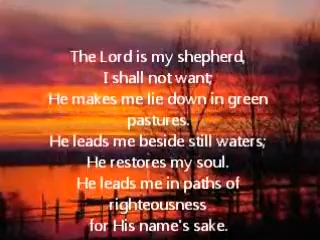 The Lord is my shepherd,
I shall not want;
He makes me lie down in green
pastures.
He leads me beside still waters;
He restores my soul.
He leads me in paths of
righteousness
for His name's sake.